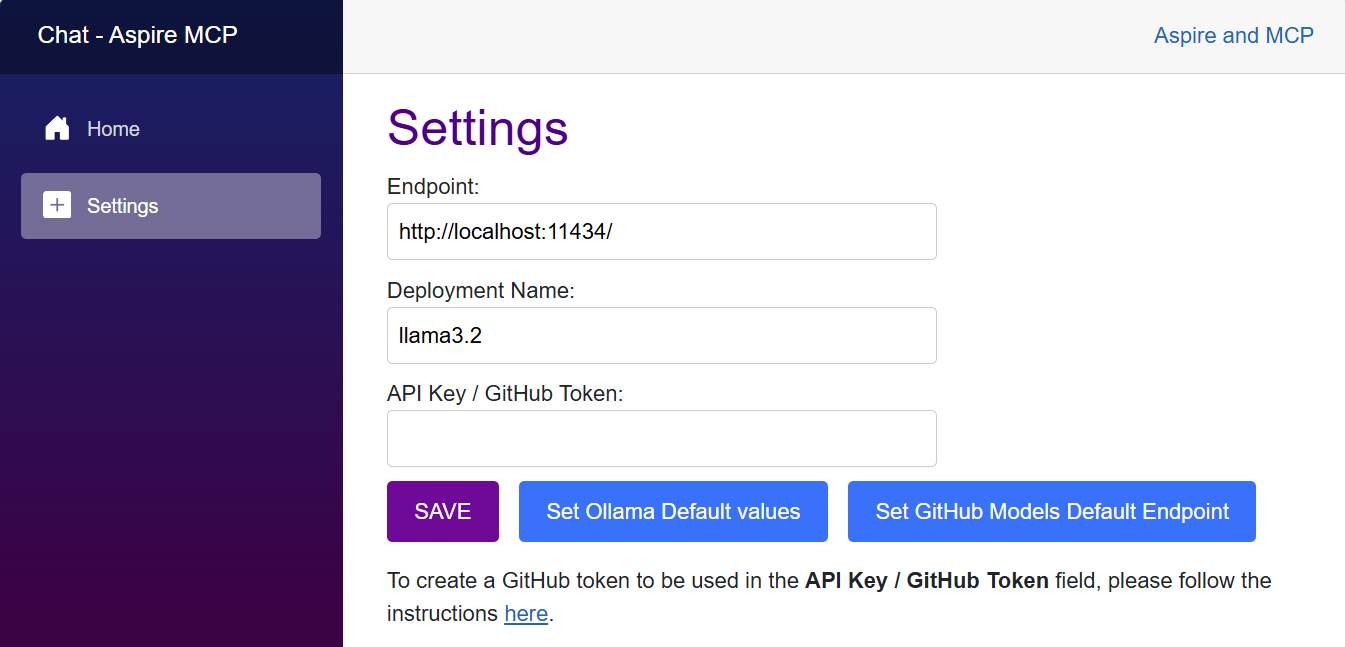 Chat - Aspire MCP
Aspire and MCP
Home
Settings
Settings
Endpoint:
http://localhost:11434/
Deployment Name:
llama3.2
API Key / GitHub Token:
SAVE
Set Ollama Default values
Set GitHub Models Default Endpoint
To create a GitHub token to be used in the API Key / GitHub Token field, please follow the
instructions here.